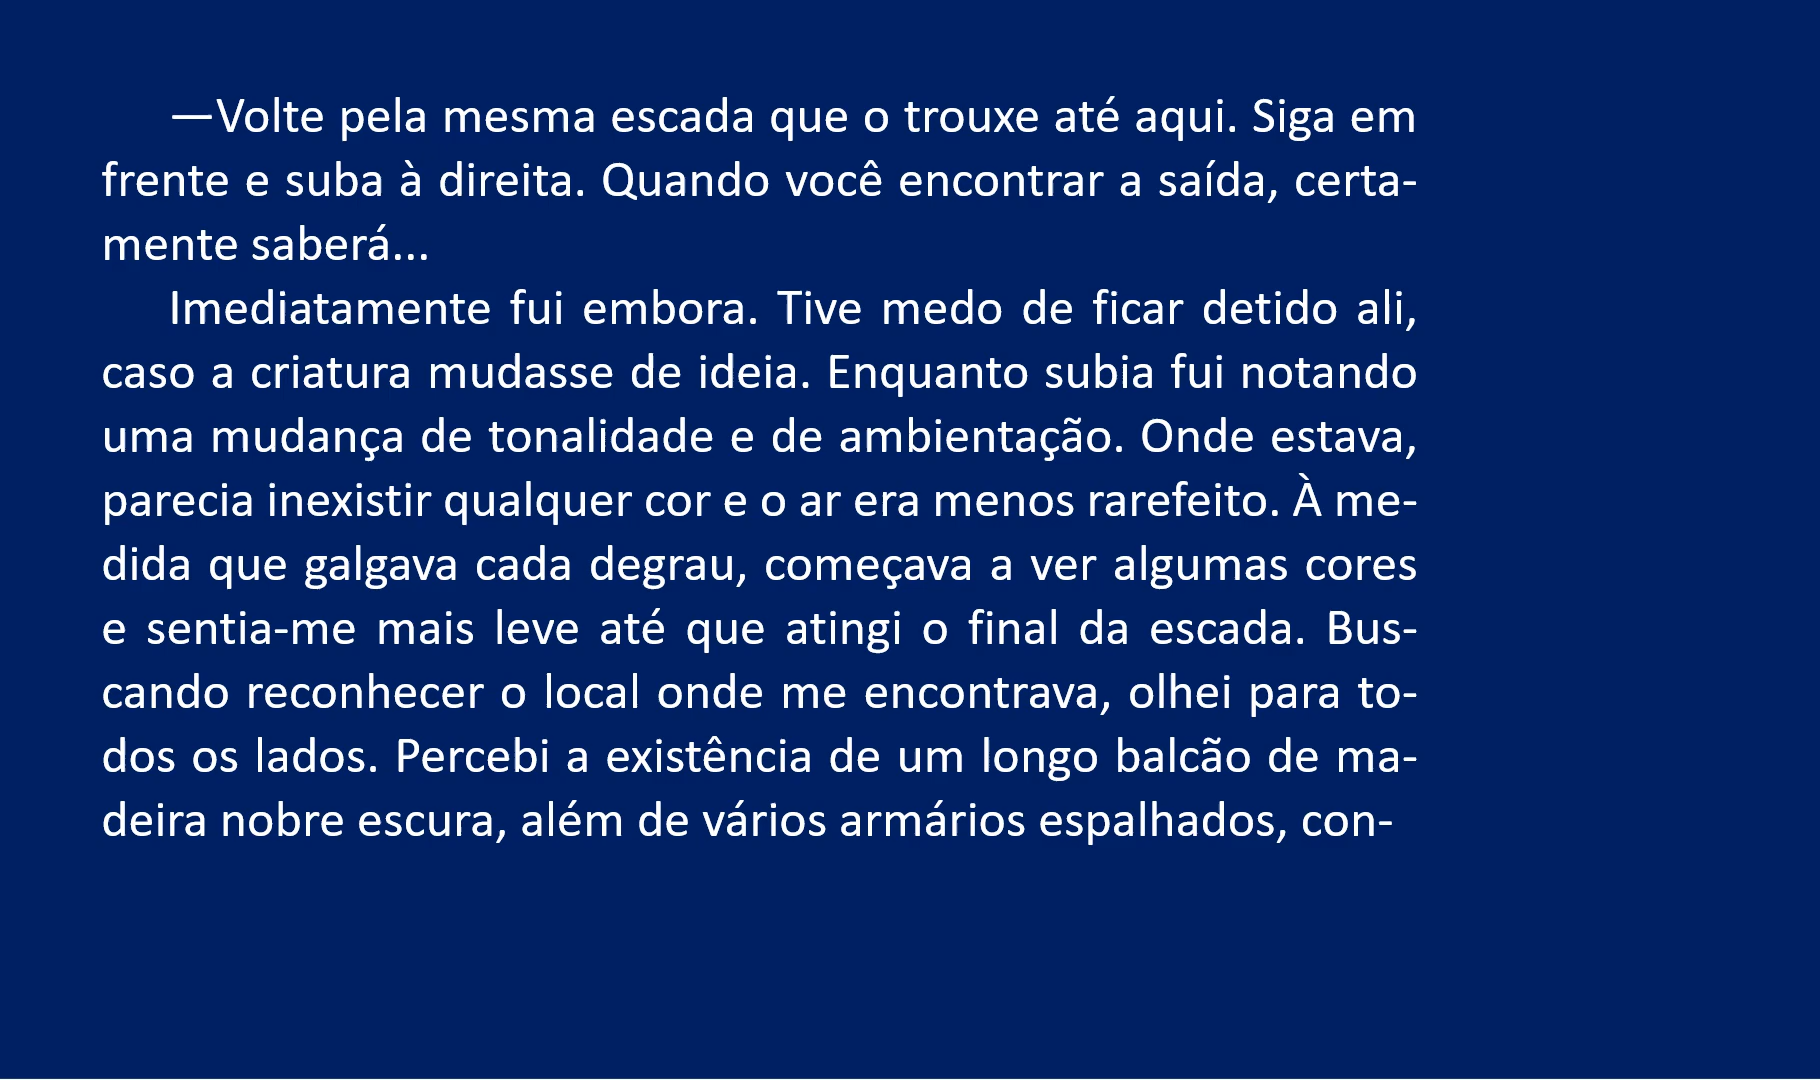 —Volte pela mesma escada que o trouxe até aqui. Siga em
frente e suba à direita. Quando você encontrar a saída, certa-
mente saberá...
Imediatamente fui embora. Tive medo de ficar detido ali,
caso a criatura mudasse de ideia. Enquanto subia fui notando
uma mudança de tonalidade e de ambientação. Onde estava,
parecia inexistir qualquer cor e o ar era menos rarefeito. À me-
dida que galgava cada degrau, começava a ver algumas cores
e sentia-me mais leve até que atingi o final da escada. Bus-
cando reconhecer o local onde me encontrava, olhei para to-
dos os lados. Percebi a existência de um longo balcão de ma-
deira nobre escura, além de vários armários espalhados, con-